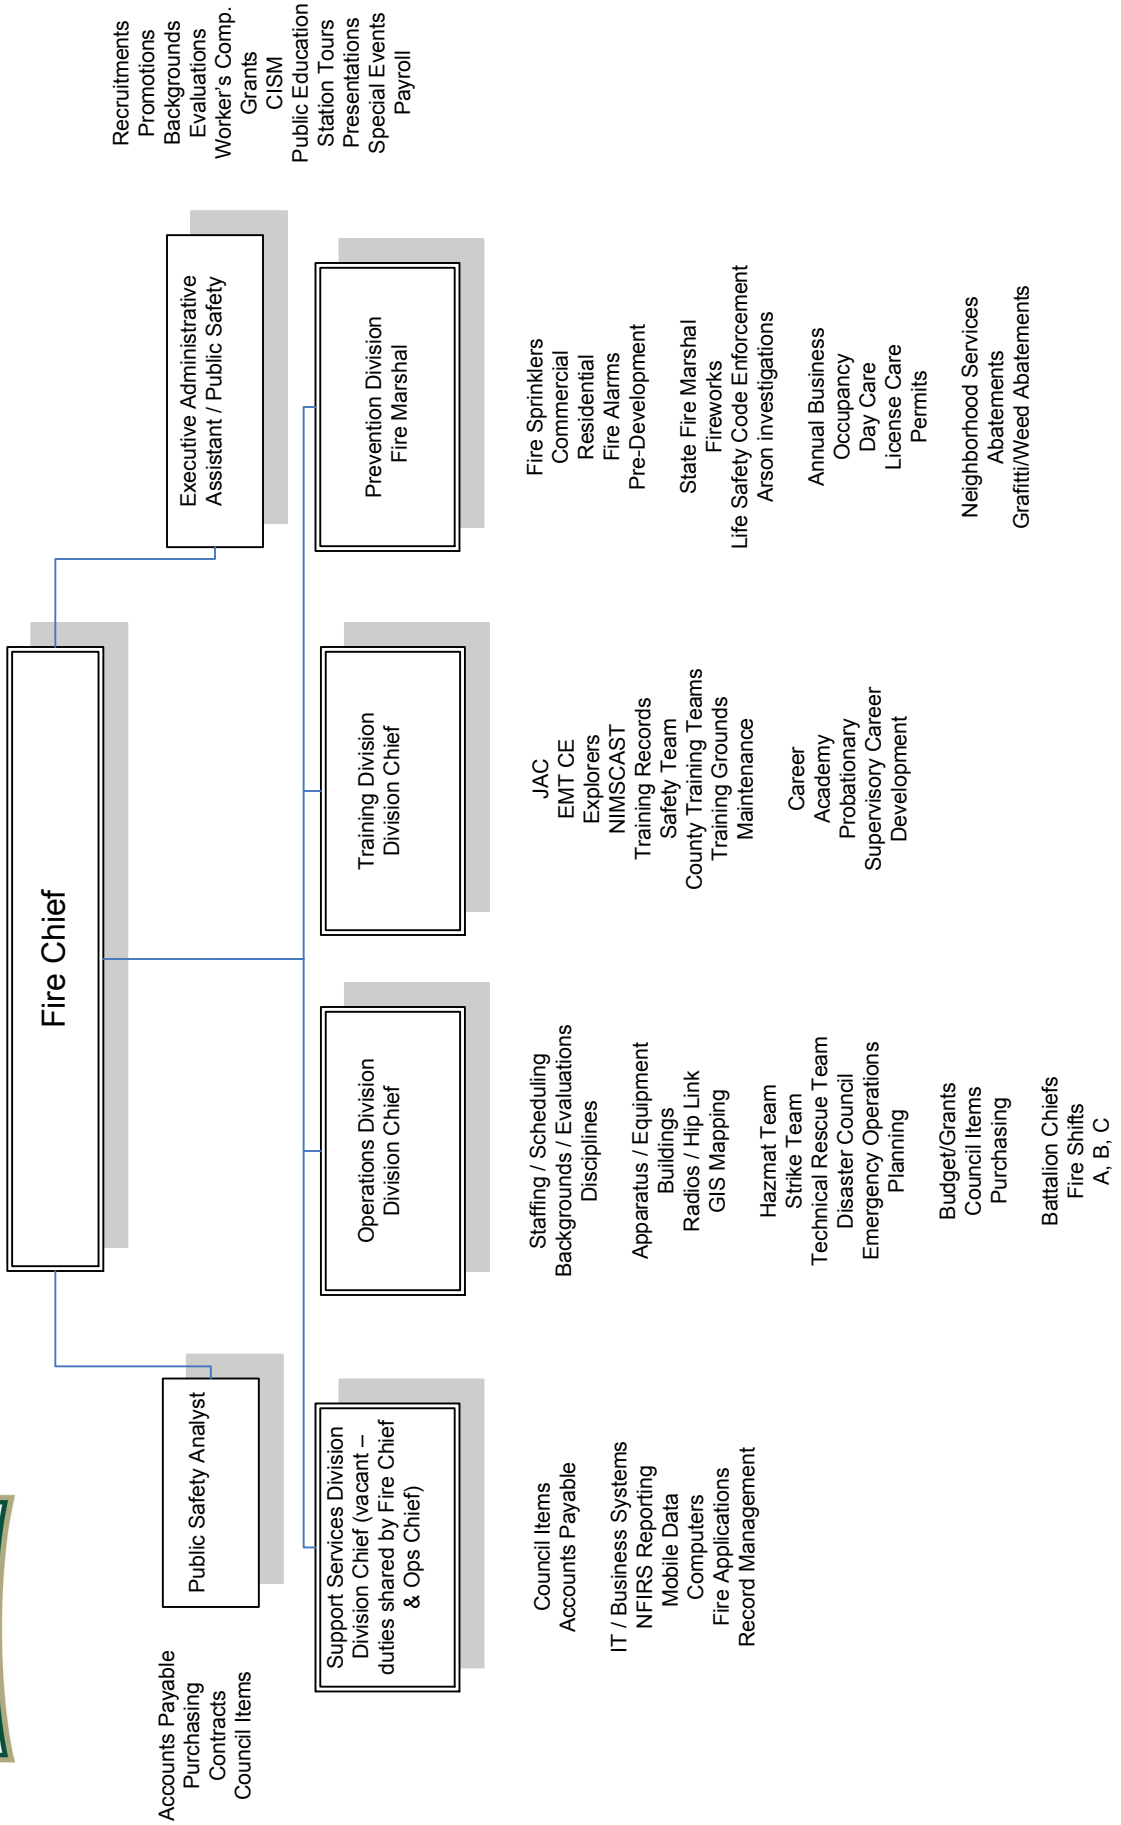 Fire Chief
Public Safety Analyst
Accounts Payable
Purchasing
Contracts
Council Items
Executive Administrative
Assistant / Public Safety
Recruitments
Promotions
Backgrounds
Evaluations
Worker's Comp.
Grants
CISM
Public Education
Station Tours
Presentations
Special Events
Payroll
Support Services Division
Division Chief (vacant –
duties shared by Fire Chief
& Ops Chief)
Council Items
Accounts Payable
IT / Business Systems
NFIRS Reporting
Mobile Data
Computers
Fire Applications
Record Management
Operations Division
Division Chief
Staffing / Scheduling
Backgrounds / Evaluations
Disciplines
Apparatus / Equipment
Buildings
Radios / Hip Link
GIS Mapping
Hazmat Team
Strike Team
Technical Rescue Team
Disaster Council
Emergency Operations
Planning
Budget/Grants
Council Items
Purchasing
Battalion Chiefs
Fire Shifts
A, B, C
Training Division
Division Chief
JAC
EMT CE
Explorers
NIMSCAST
Training Records
Safety Team
County Training Teams
Training Grounds
Maintenance
Career
Academy
Probationary
Supervisory Career
Development
Prevention Division
Fire Marshal
Fire Sprinklers
Commercial
Residential
Fire Alarms
Pre-Development
State Fire Marshal
Fireworks
Life Safety Code Enforcement
Arson investigations
Annual Business
Occupancy
Day Care
License Care
Permits
Neighborhood Services
Abatements
Grafitti/Weed Abatements